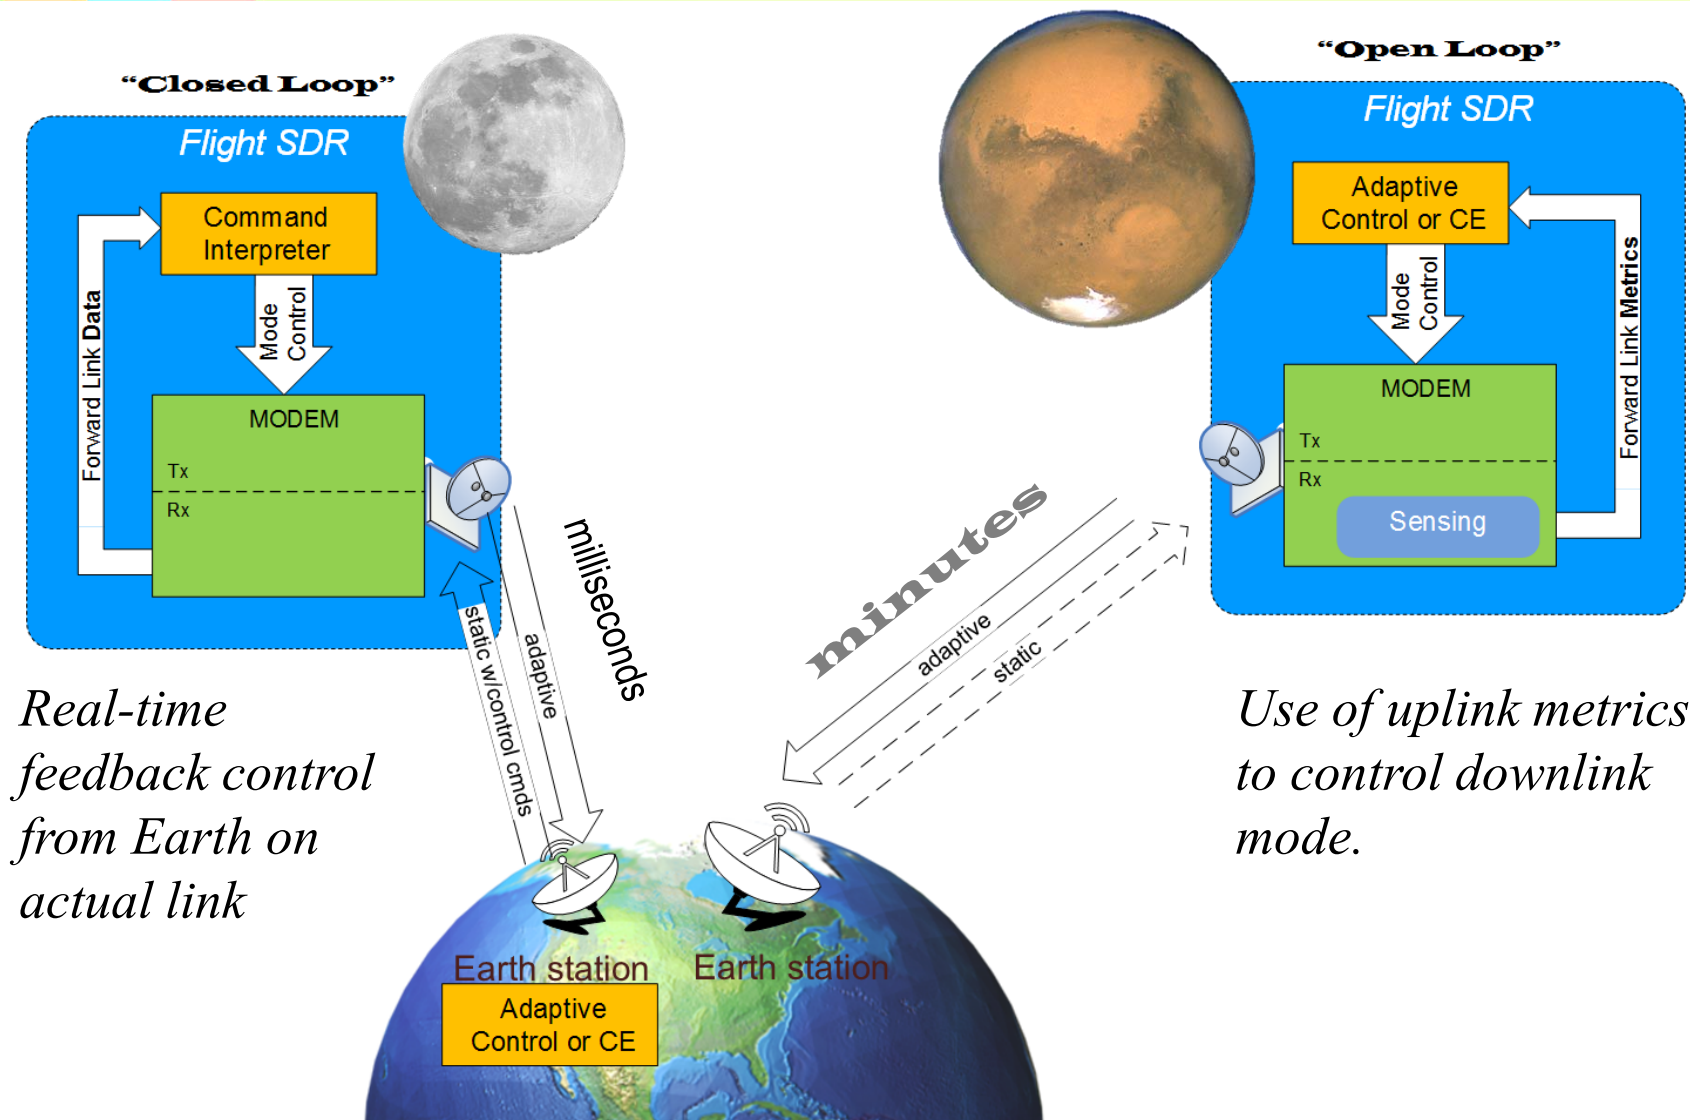 “Closed Loop”
Flight SDR
Command
Interpreter
Mode
Control
Forward Link Data
MODEM
Tx
Rx
milliseconds
adaptive
static w/control cmds
Real-time
feedback control
from Earth on
actual link
“Open Loop”
Flight SDR
Adaptive
Control or CE
Mode
Control
Forward Link Metrics
MODEM
Tx
Rx
Sensing
minutes
adaptive
static
Use of uplink metrics
to control downlink
mode.
Earth station
Adaptive
Control or CE
Earth station